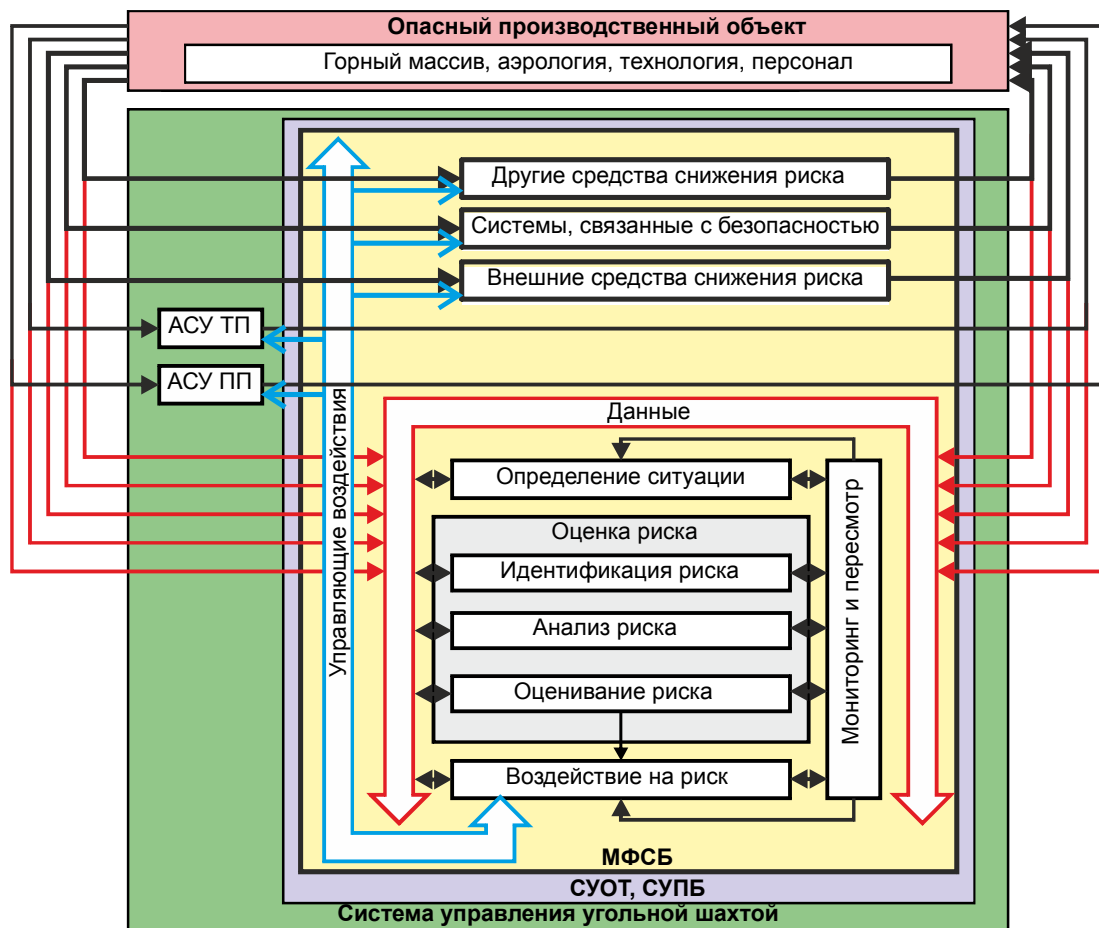 Опасный производственный объект
Горный массив, аэрология, технология, персонал
Другие средства снижения риска
Системы, связанные с безопасностью
Внешние средства снижения риска
АСУ ТП
АСУ ПП
Управляющие воздействия
Данные
Определение ситуации
Оценка риска
Идентификация риска
Анализ риска
Оценивание риска
Воздействие на риск
Мониторинг и пересмотр
МФСБ
СУОТ, СУПБ
Система управления угольной шахтой